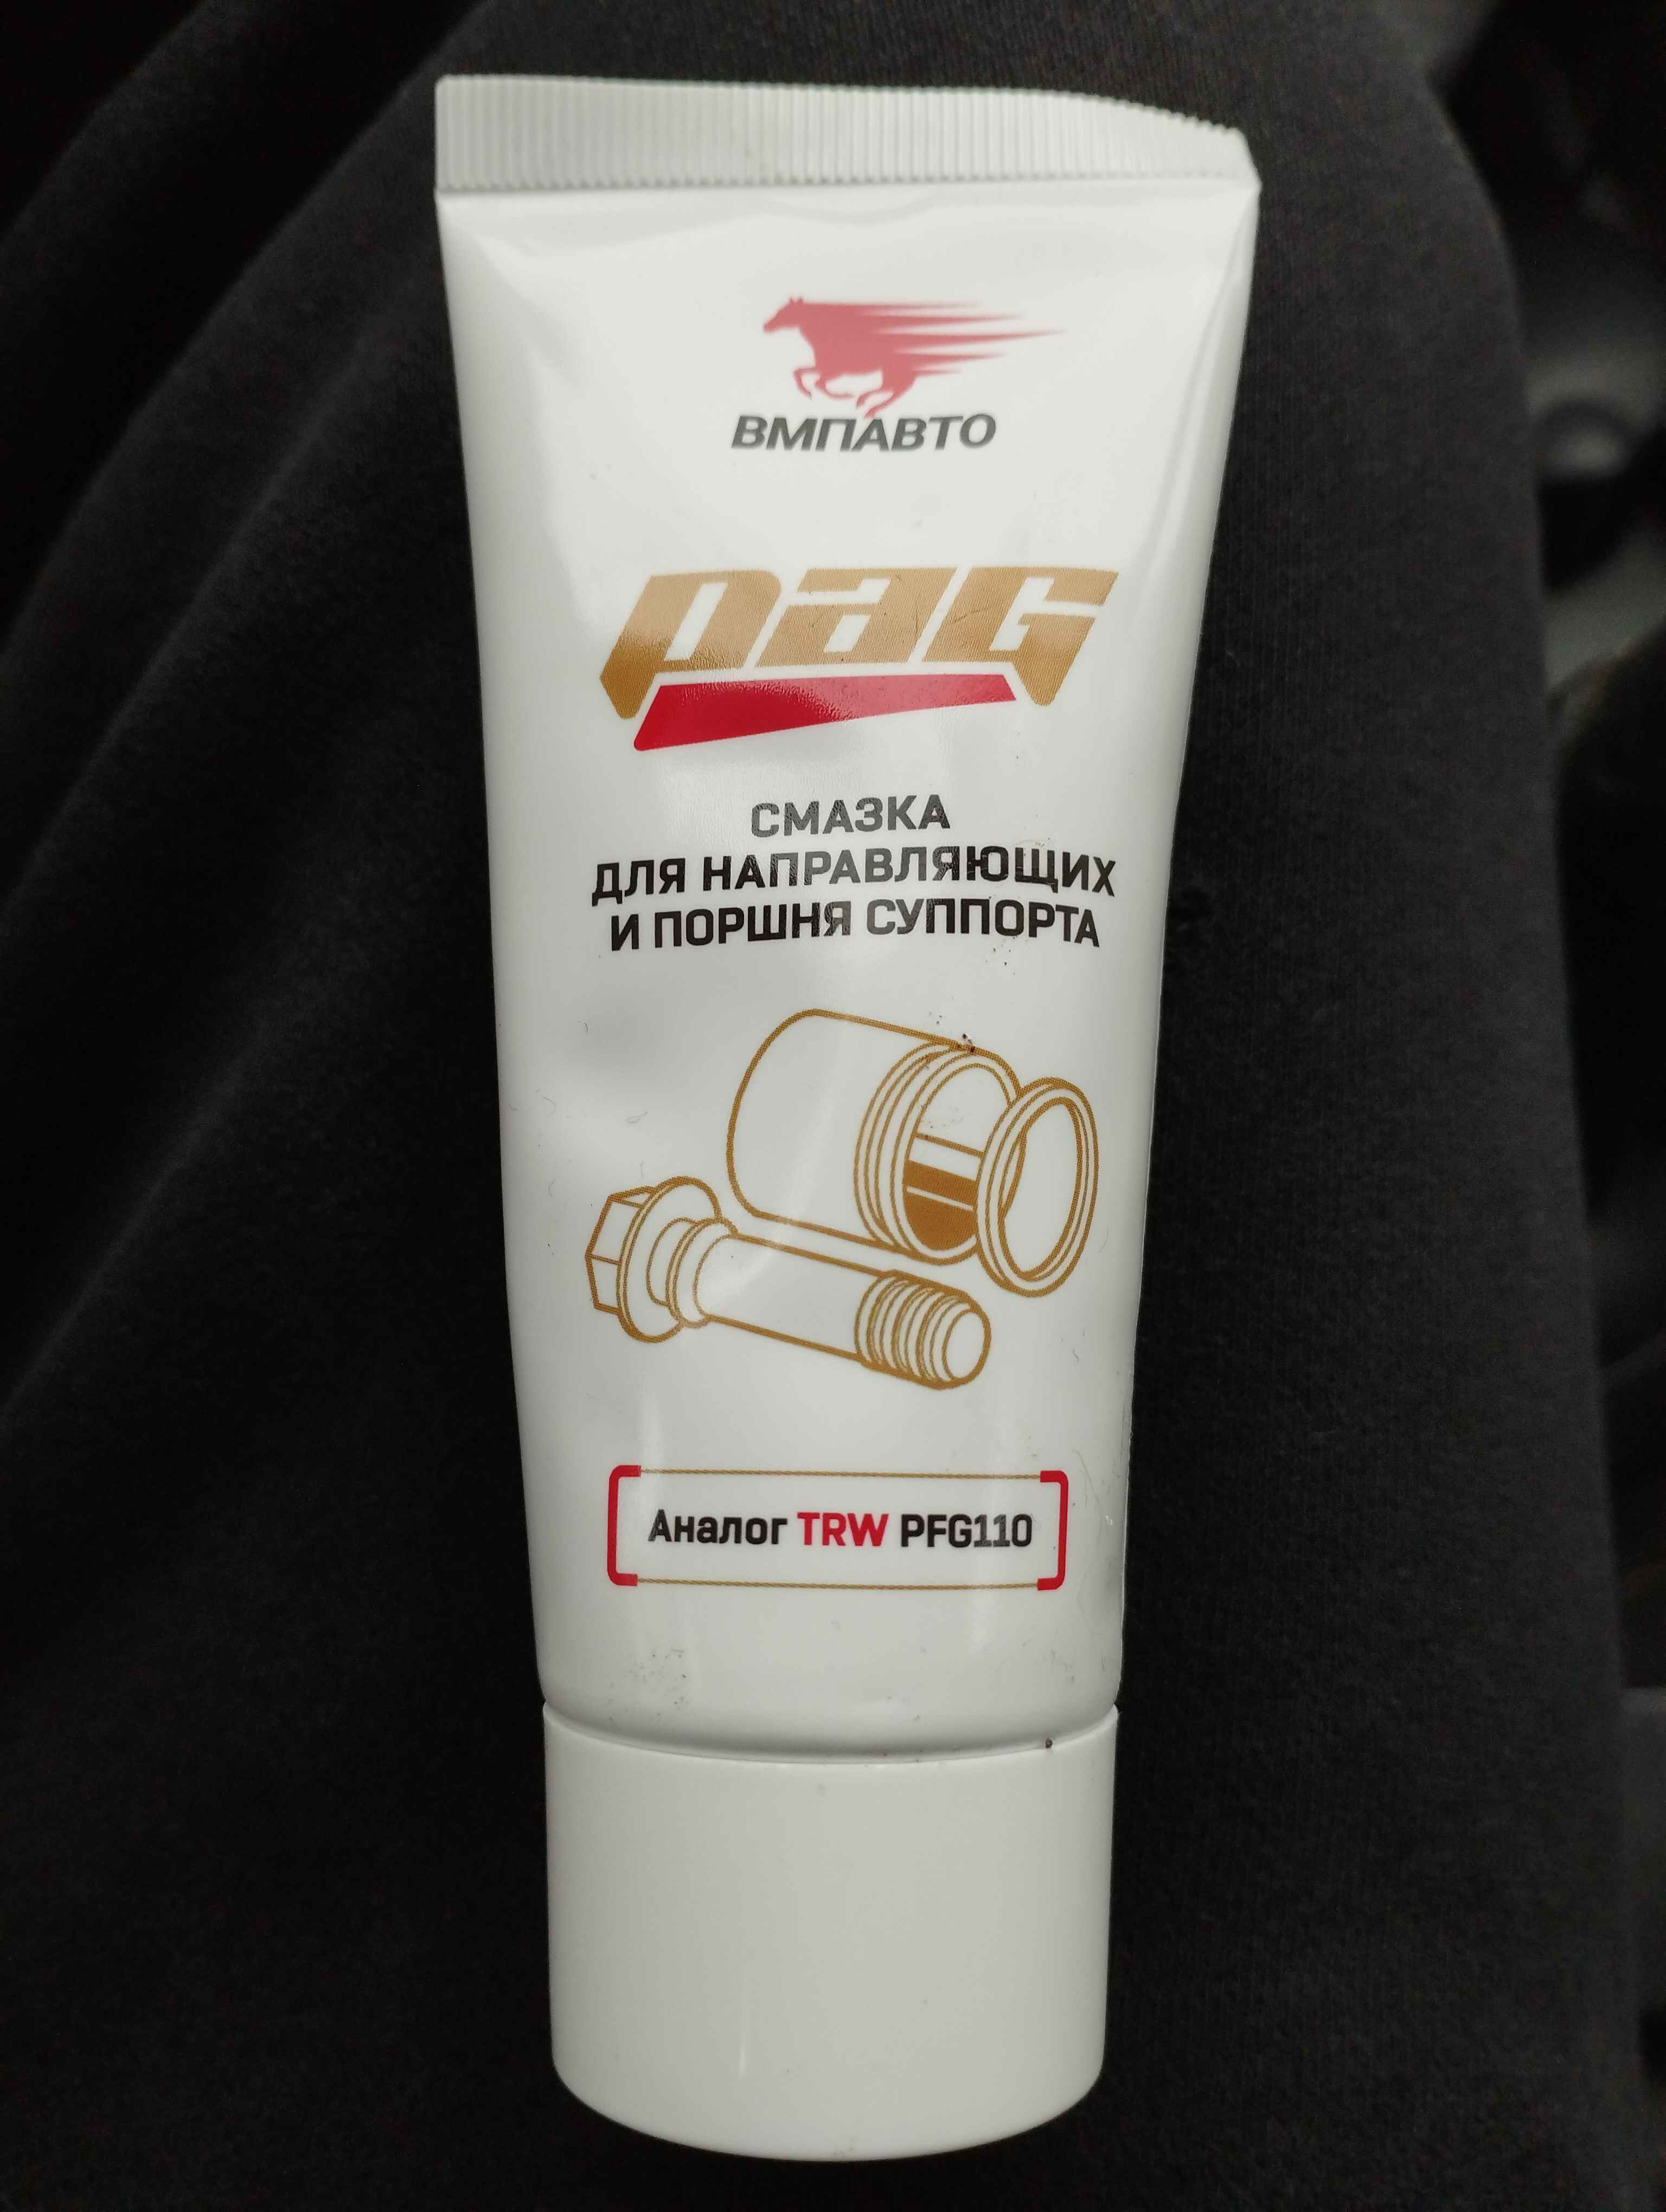 ВМПАВТО
PAG
СМАЗКА
ДЛЯ НАПРАВЛЯЮЩИХ
И ПОРШНЯ СУППОРТА
Аналог TRW PFG110